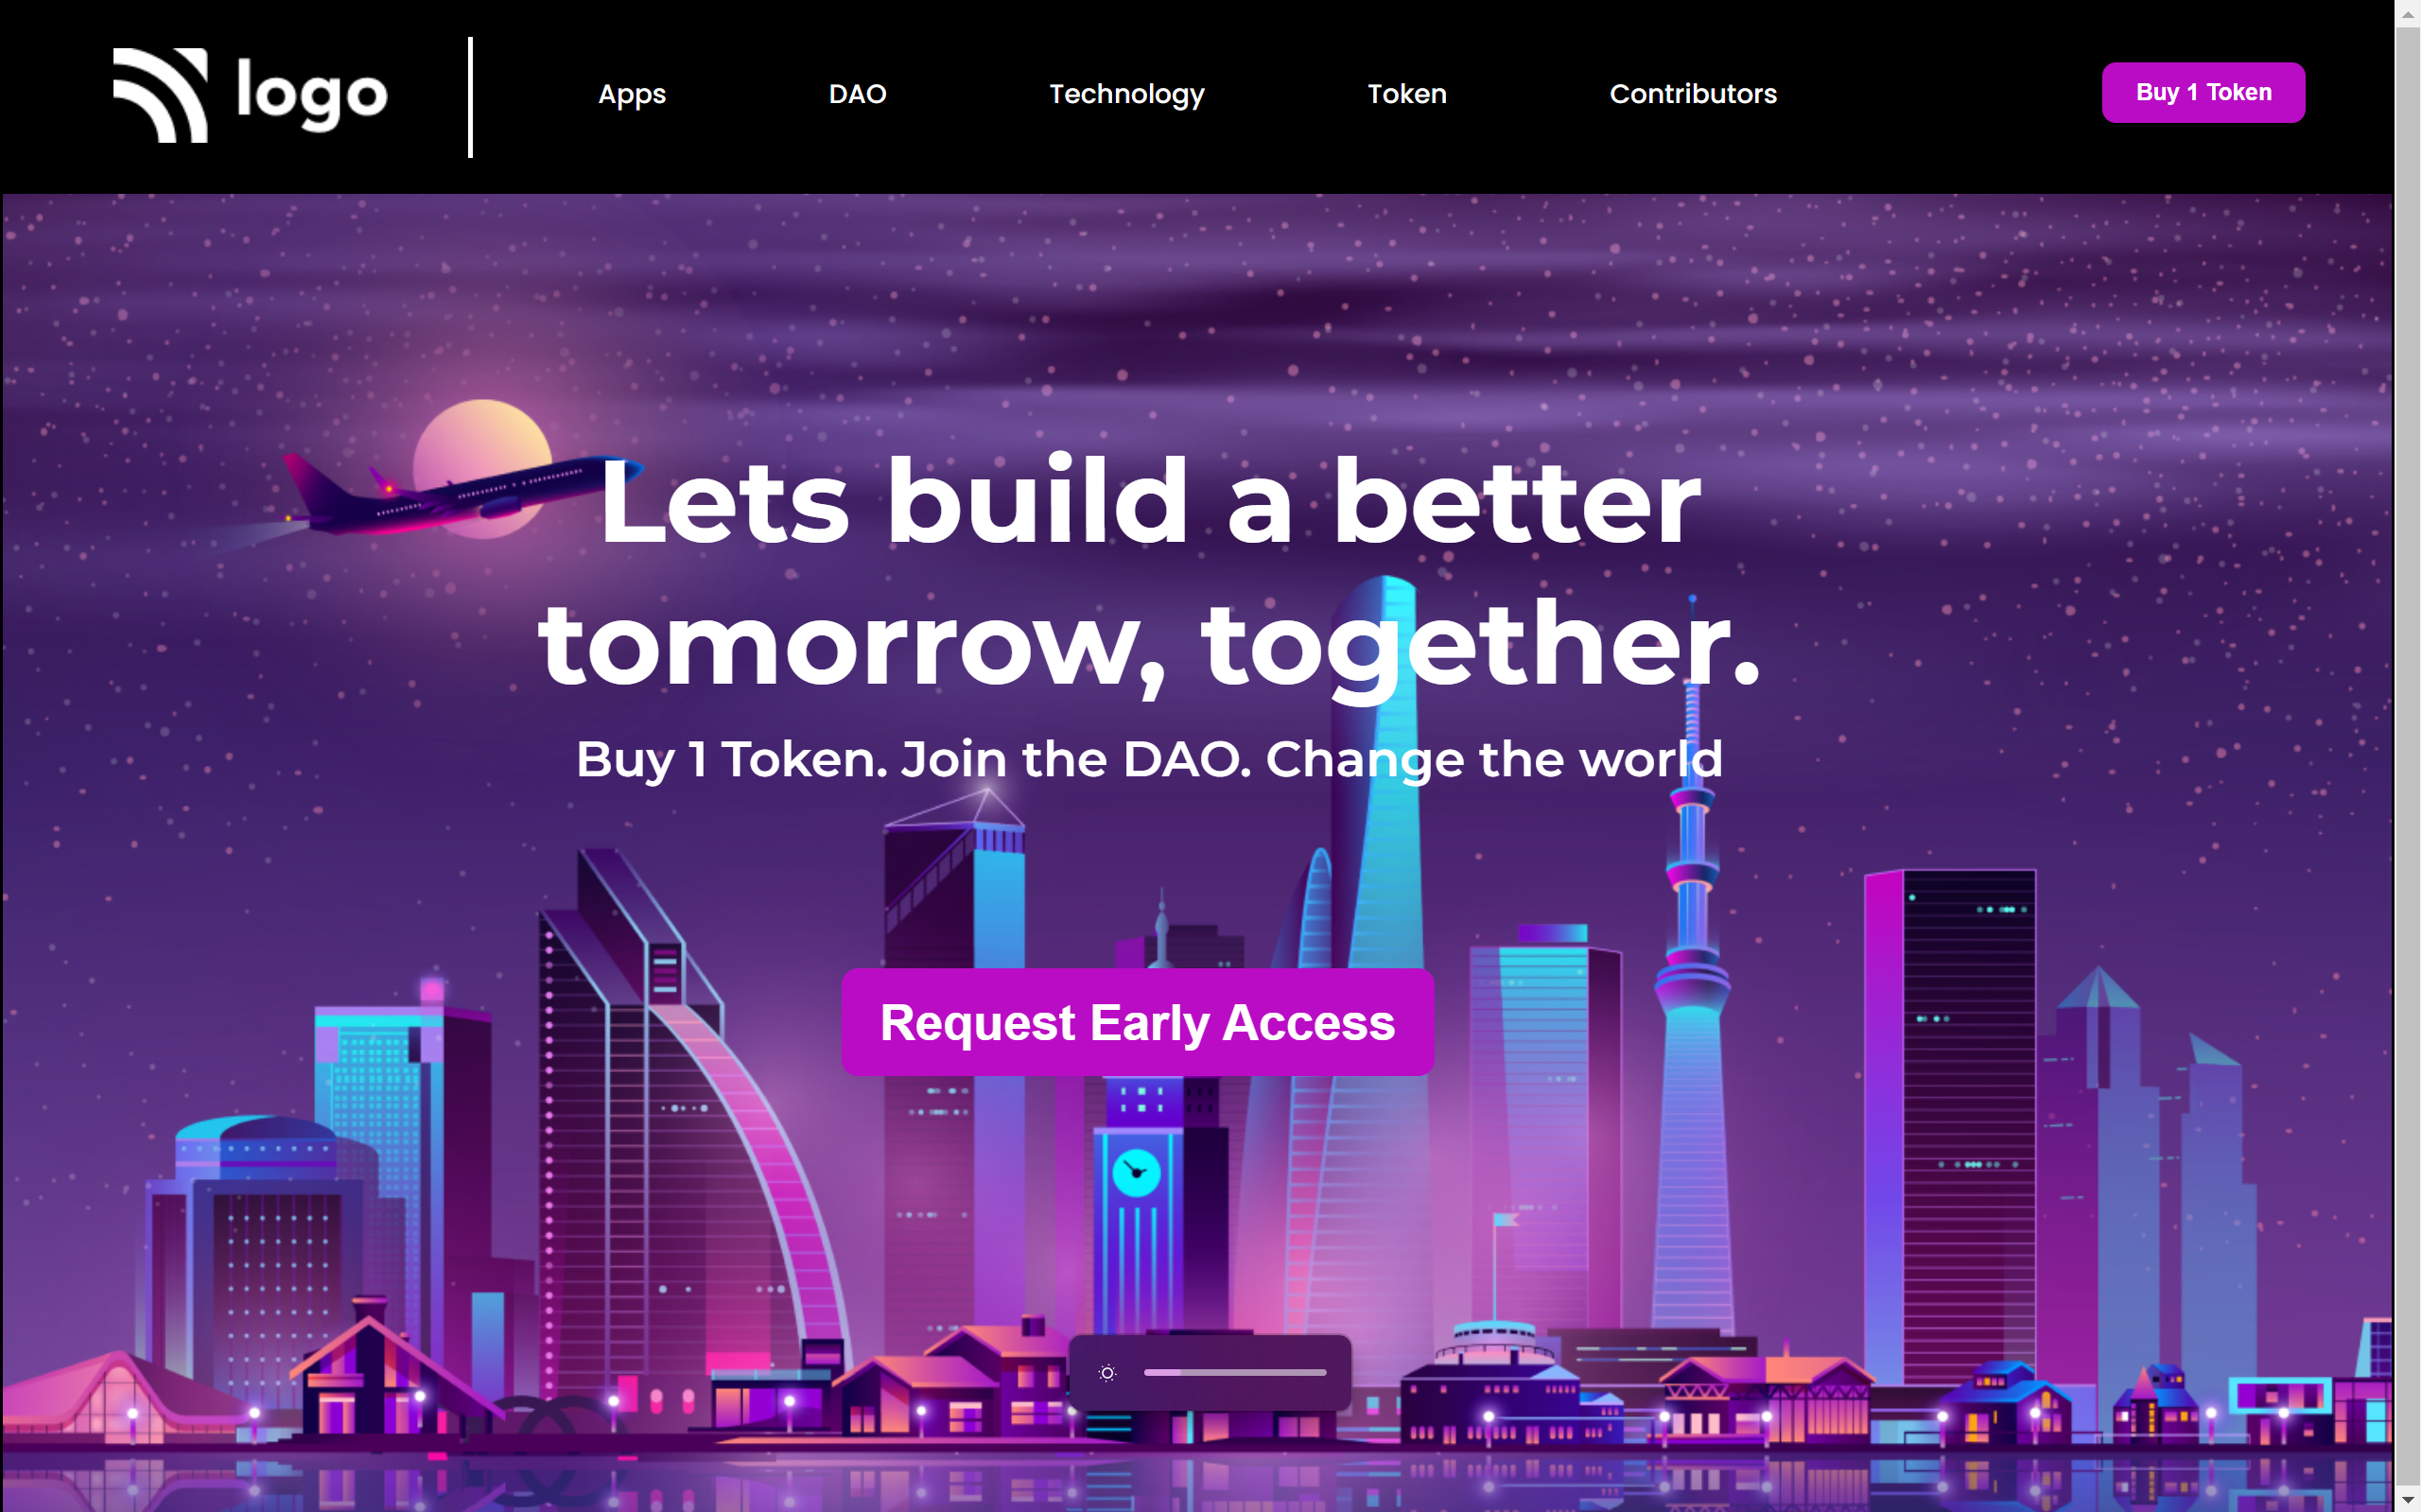 logo
Apps
DAO
Technology
Token
Contributors
Buy 1 Token
Lets build a better
tomorrow, together.
Buy 1 Token. Join the DAO. Change the world
Request Early Access